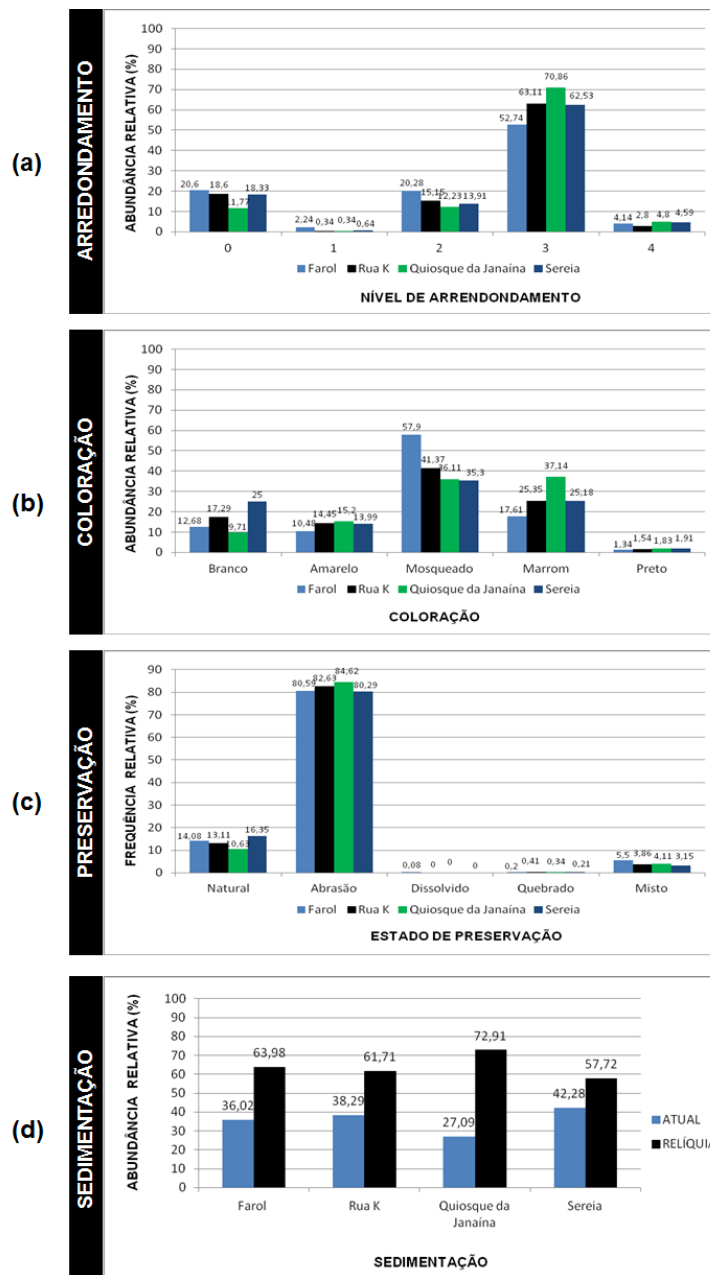 (a)
ARREDONDAMENTO
ABUNDÂNCIA RELATIVA (%)
100
90
80
70
60
50
40
30
20
10
0
20,6 18,6 11,77 18,33
2,24 0,34 0,34 0,64
20,28 15,15 12,23 13,91
52,74 63,11 70,86 62,53
4,14 2,8 4,8 4,59
0 1 2 3 4
Farol Rua K Quiosque da Janaína Sereia
NÍVEL DE ARRENDONDAMENTO
(b)
COLORAÇÃO
ABUNDÂNCIA RELATIVA (%)
100
90
80
70
60
50
40
30
20
10
0
12,68 17,29 9,71 25
10,48 14,45 15,2 13,99
57,9 41,37 36,11 35,3
17,61 25,35 37,14 25,18
1,34 1,54 1,83 1,91
Branco Amarelo Mosqueado Marrom Preto
Farol Rua K Quiosque da Janaína Sereia
COLORAÇÃO
(c)
PRESERVAÇÃO
FREQUÊNCIA RELATIVA (%)
90
80
70
60
50
40
30
20
10
0
14,08 13,11 10,63 16,35
80,59 82,63 84,62 80,29
0,08 0 0 0
0,2 0,41 0,34 0,21
5,5 3,86 4,11 3,15
Natural Abrasão Dissolvido Quebrado Misto
Farol Rua K Quiosque da Janaína Sereia
ESTADO DE PRESERVAÇÃO
(d)
SEDIMENTAÇÃO
ABUNDÂNCIA RELATIVA (%)
100
90
80
70
60
50
40
30
20
10
0
36,02 63,98
38,29 61,71
27,09 72,91
42,28 57,72
Farol Rua K Quiosque da Sereia
Janaína
ATUAL
RELÍQUIA
SEDIMENTAÇÃO